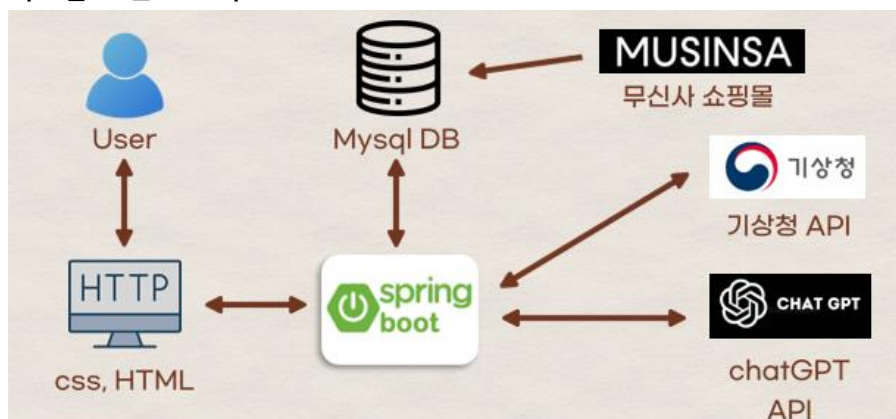 MUSINSA
무신사 쇼핑몰
User
Mysql DB
기상청
기상청 API
HTTP
spring
boot
CHAT GPT
css, HTML
chatGPT
API